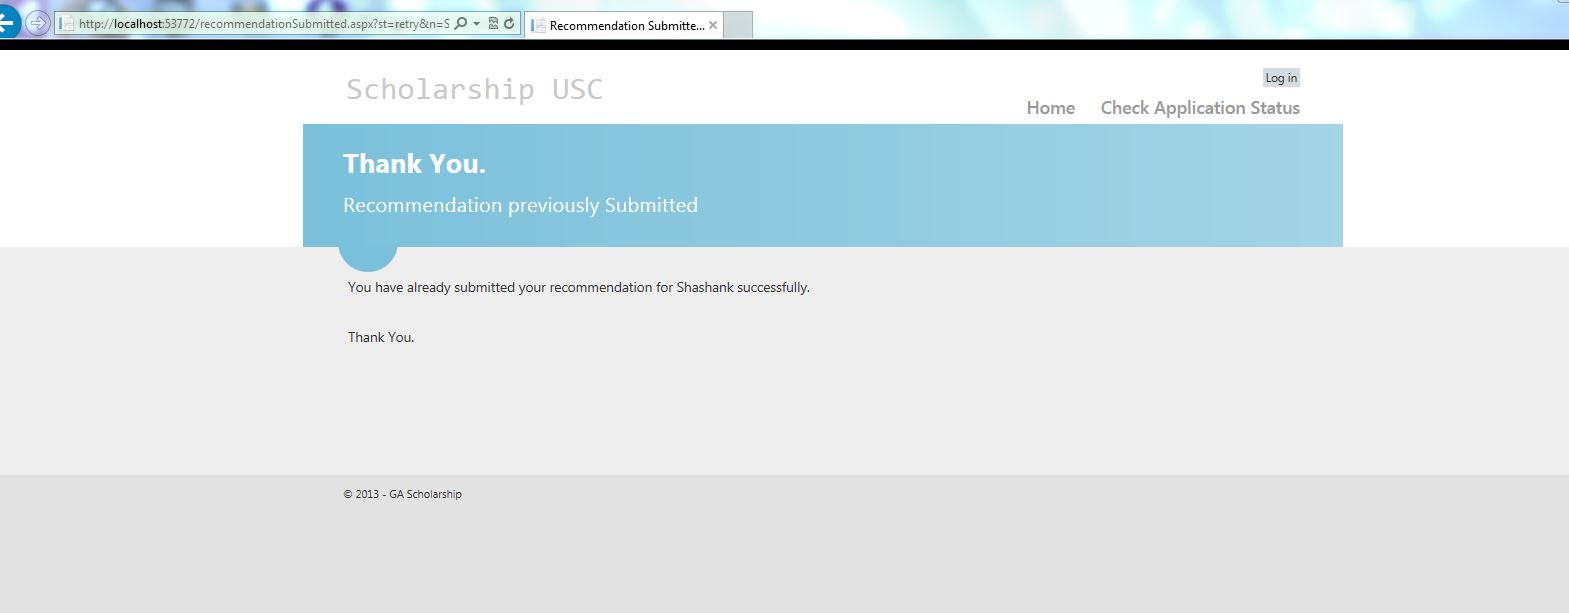 http://localhost:53772/recommendationSubmitted.aspx?st=retry&n=S
Recommendation Submitte...
Scholarship USC
Log in
Home Check Application Status
Thank You.
Recommendation previously Submitted
You have already submitted your recommendation for Shashank successfully.
Thank You.
© 2013 - GA Scholarship